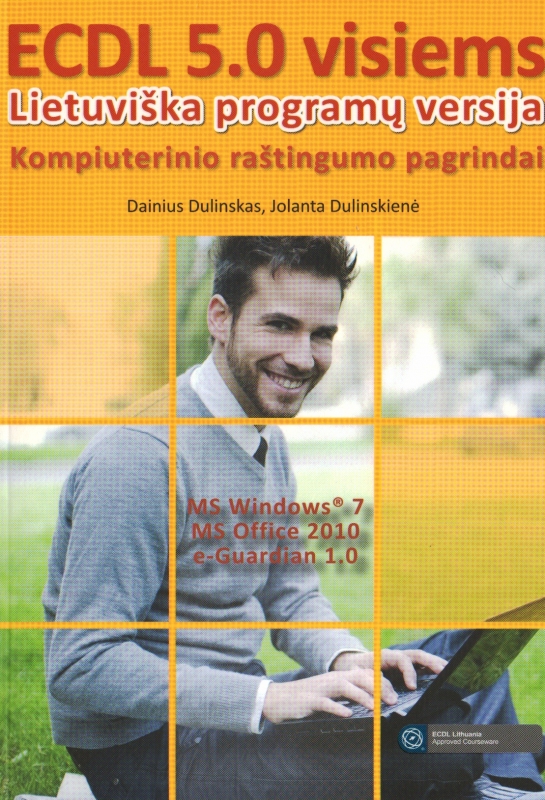 ECDL 5.0 visiems
Lietuviška programų versija
Kompiuterinio raštingumo pagrindai
Dainius Dulinskas, Jolanta Dulinskienė
MS Windows® 7
MS Office 2010
e-Guardian 1.0
ECDL Lithuania
Approved Courseware